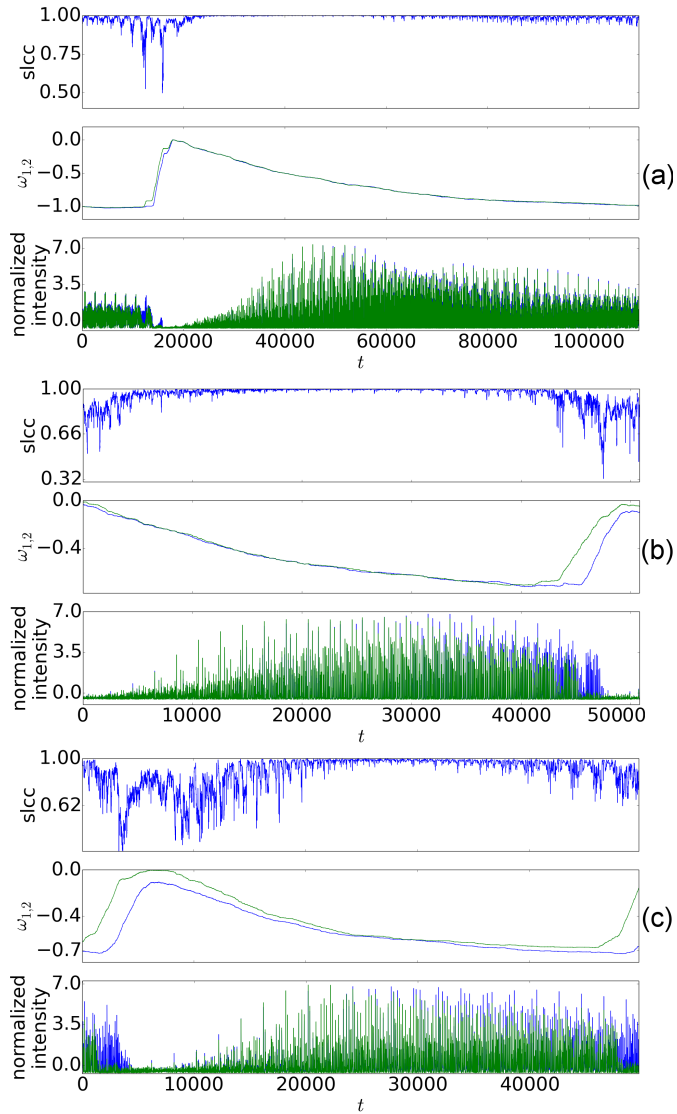 1.00
0.75
0.50
slcc
0.0
−0.5
−1.0
ω1,2
(a)
7.0
3.5
0.0
normalized
intensity
0 20000 40000 60000 80000 100000
t
1.00
0.66
0.32
slcc
0.0
−0.4
ω1,2
(b)
7.0
3.5
0.0
normalized
intensity
0 10000 20000 30000 40000 50000
t
1.00
0.62
slcc
0.0
−0.4
−0.7
ω1,2
(c)
7.0
3.5
0.0
normalized
intensity
0 10000 20000 30000 40000
t